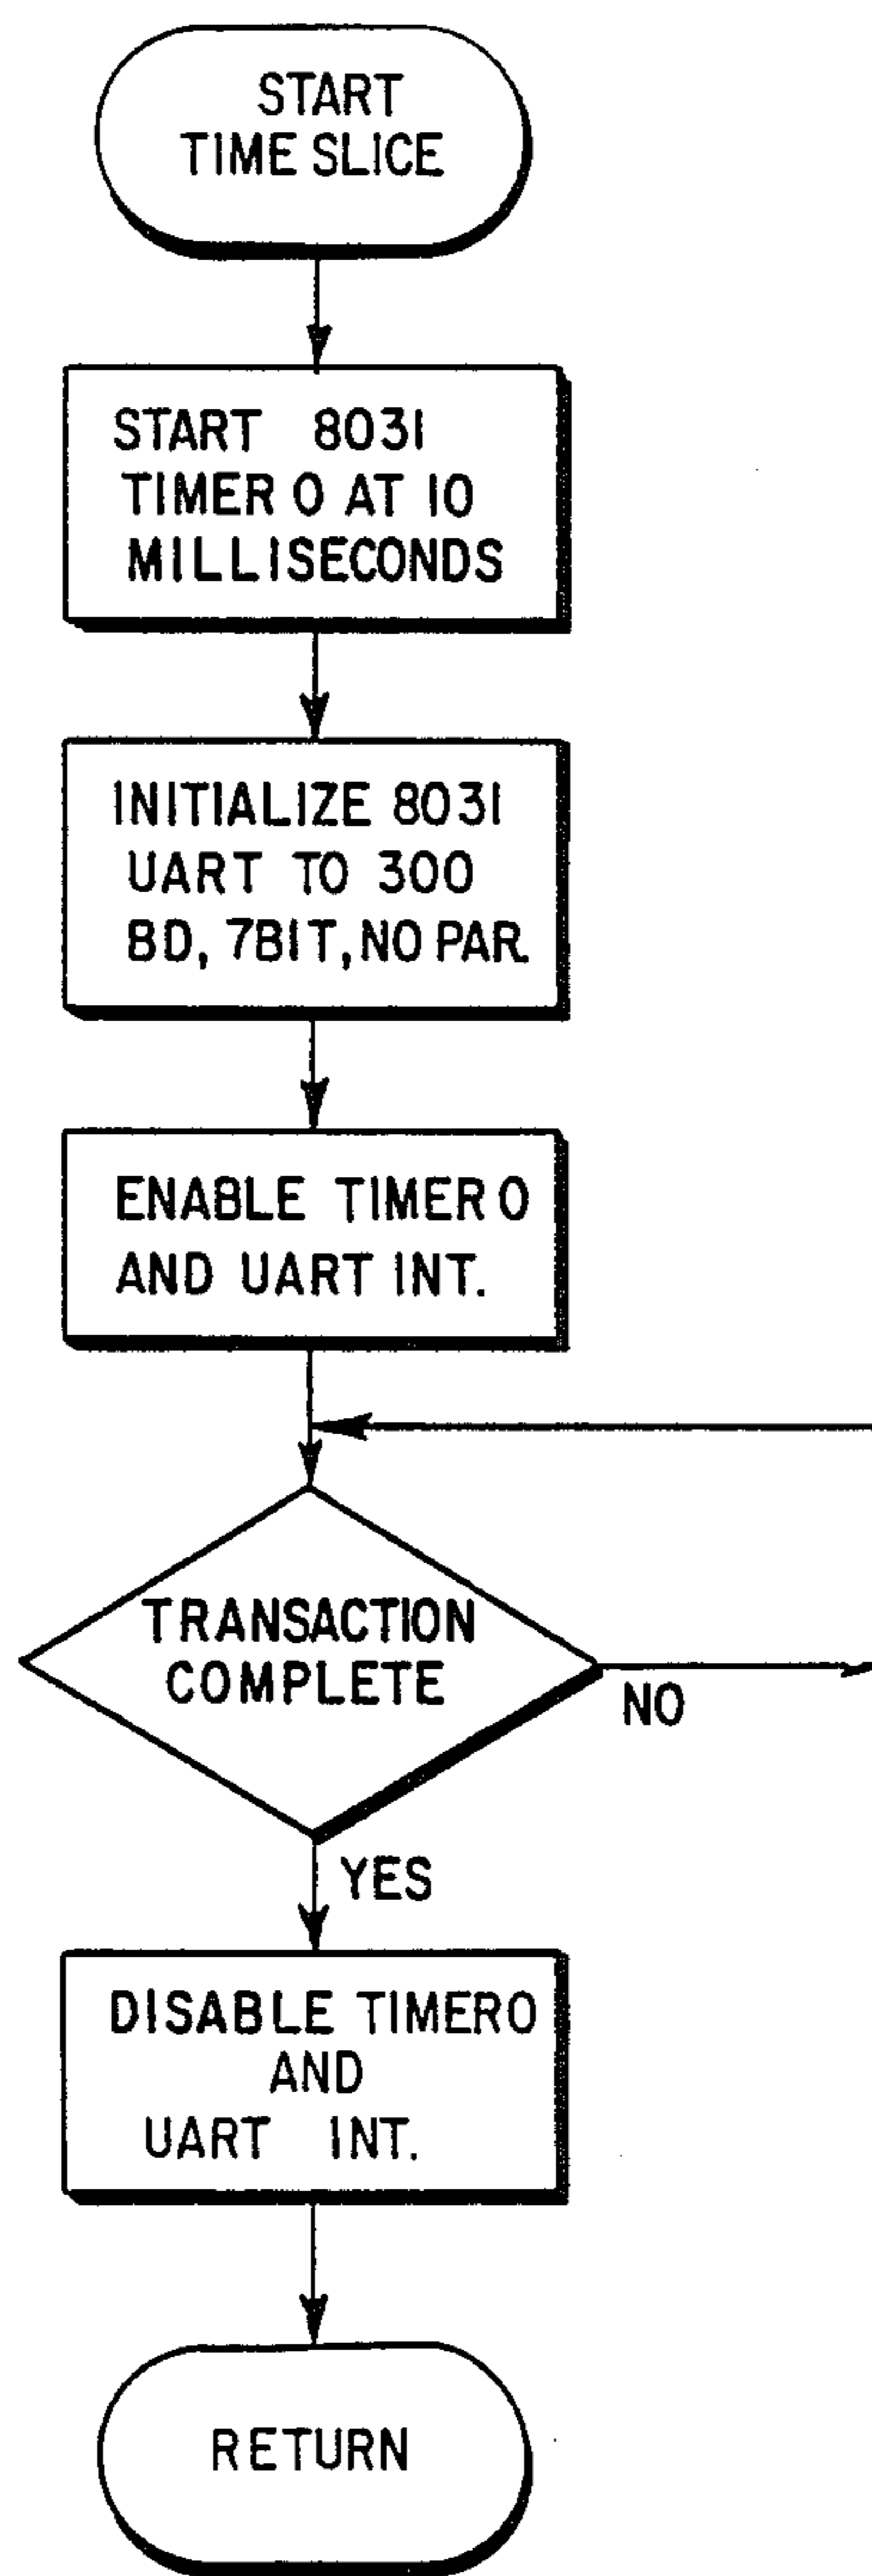 START
TIME SLICE
START 8031
TIMER 0 AT 10
MILLISECONDS
INITIALIZE 8031
UART TO 300
BD, 7BIT, NO PAR.
ENABLE TIMER 0
AND UART INT.
TRANSACTION
COMPLETE
NO
YES
DISABLE TIMER0
AND
UART INT.
RETURN